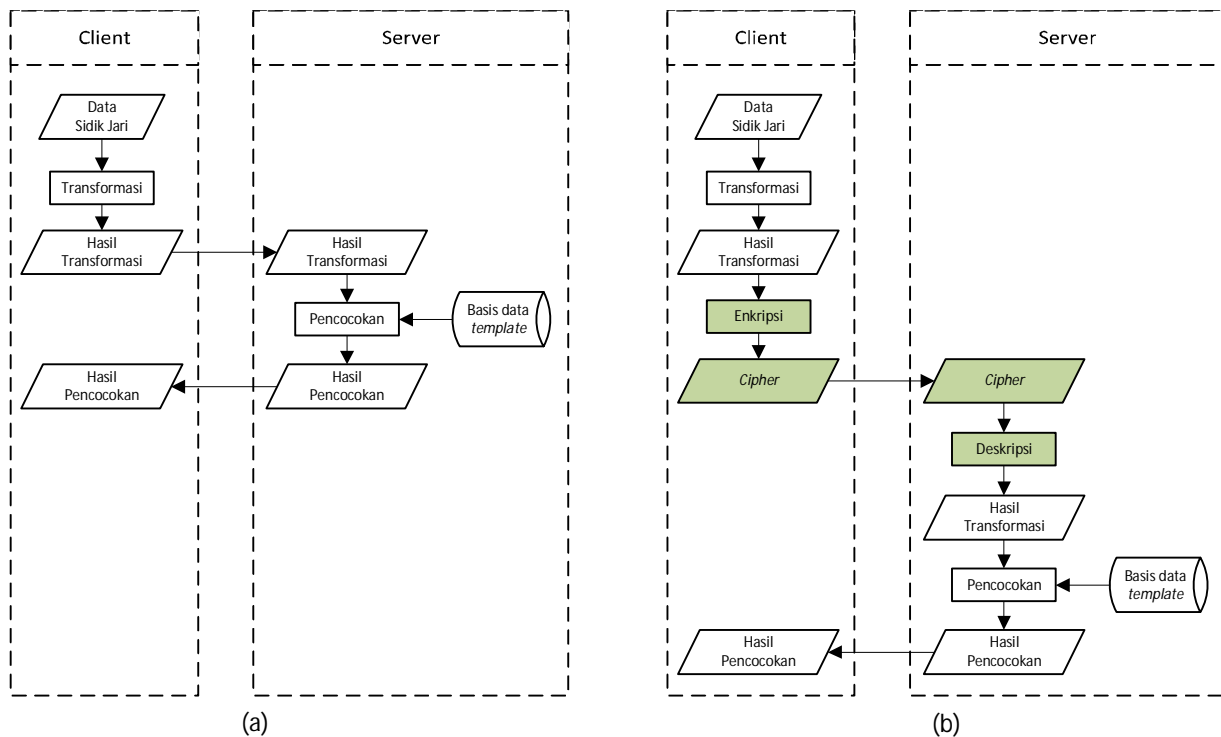 Client
Server
Data
Sidik Jari
Transformasi
Hasil
Transformasi
Hasil
Transformasi
Pencocokan
Basis data
template
Hasil
Pencocokan
Hasil
Pencocokan
(a)
Client
Server
Data
Sidik Jari
Transformasi
Hasil
Transformasi
Enkripsi
Cipher
Cipher
Deskripsi
Hasil
Transformasi
Pencocokan
Basis data
template
Hasil
Pencocokan
Hasil
Pencocokan
(b)